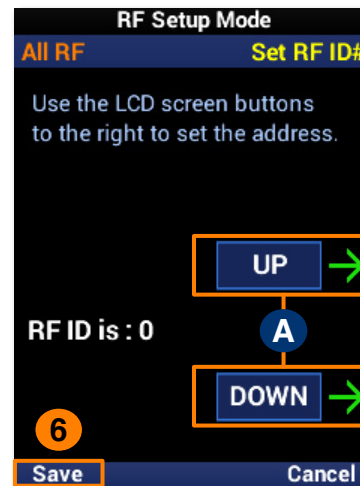 RF Setup Mode
All RF Set RF ID#
Use the LCD screen buttons
to the right to set the address.
UP
RF ID is : 0 A
DOWN
6
Save Cancel